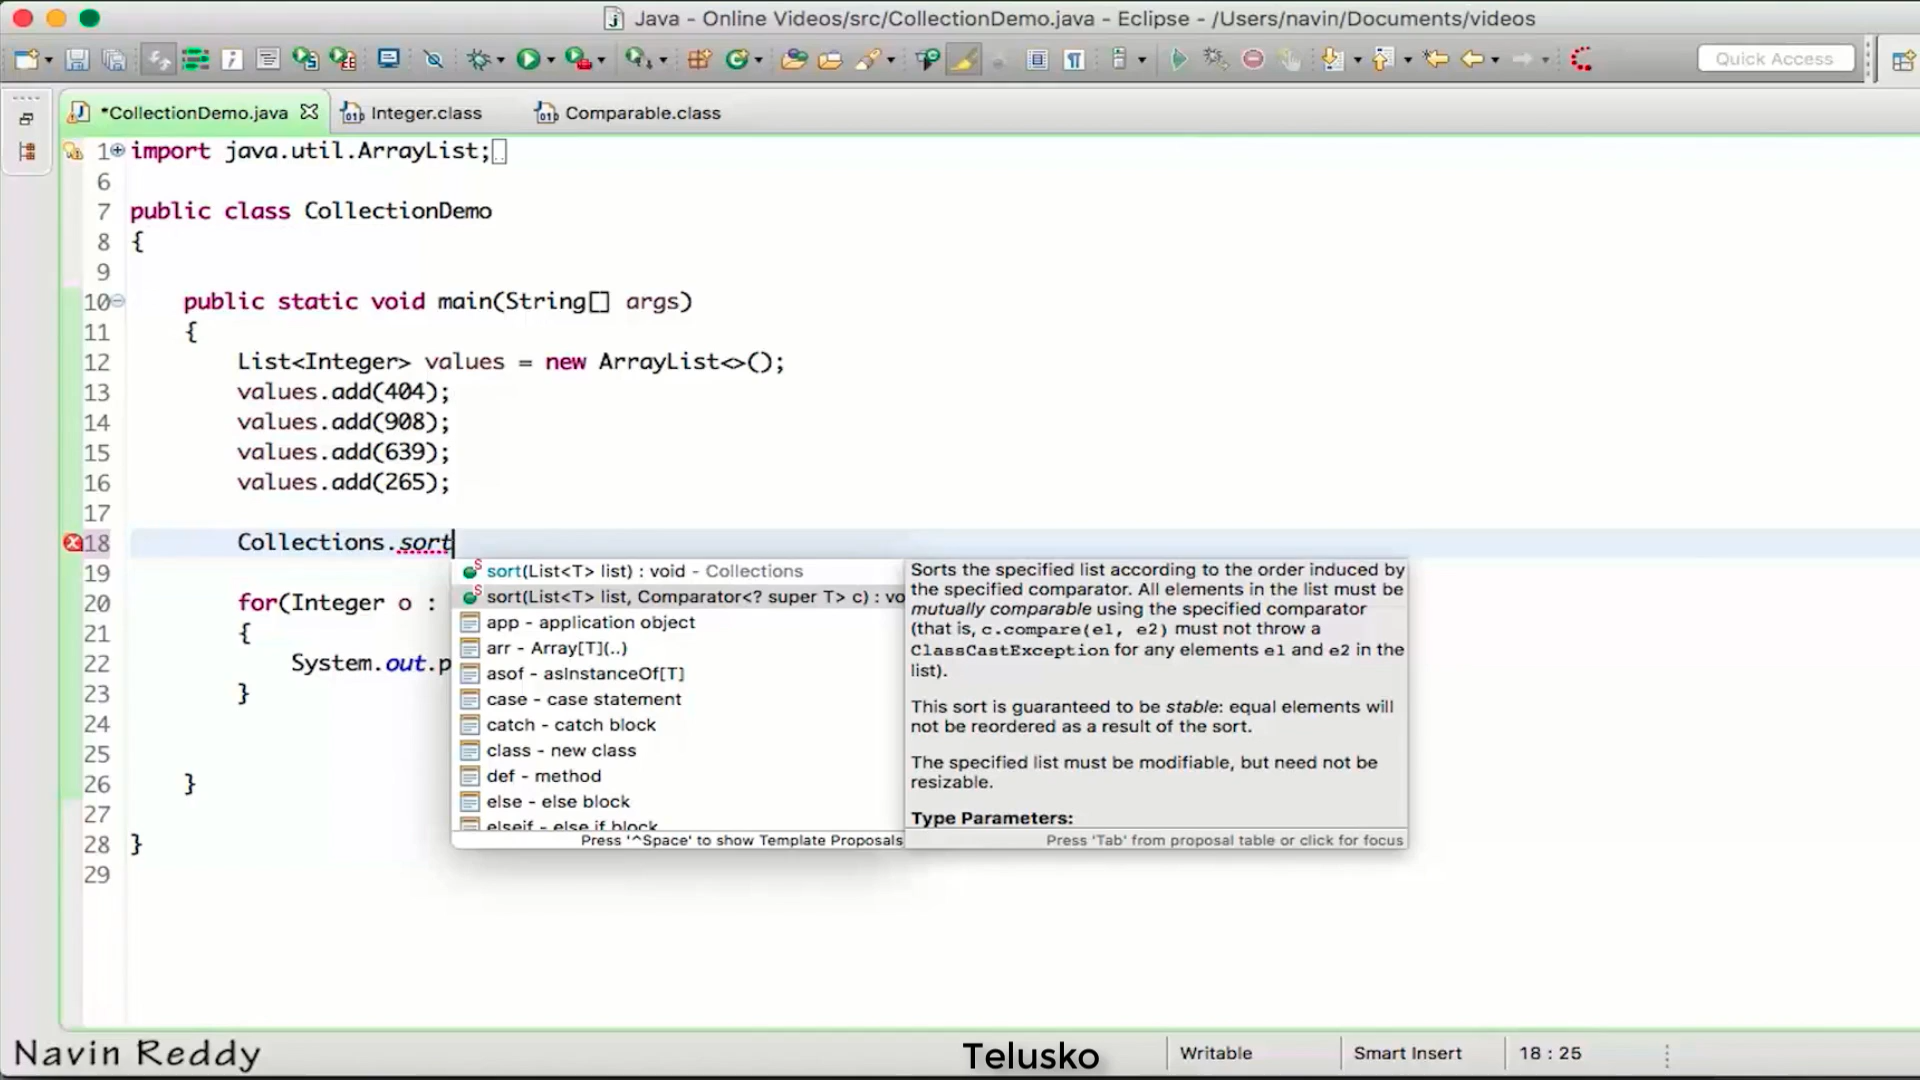 Java - Online Videos/src/CollectionDemo.java - Eclipse - /Users/navin/Documents/videos
Quick Access
*CollectionDemo.java
Integer.class
Comparable.class
1 import java.util.ArrayList;
6
7 public class CollectionDemo
8 {
9
10 public static void main(String[] args)
11 {
12 List<Integer> values = new ArrayList<>();
13 values.add(404);
14 values.add(908);
15 values.add(639);
16 values.add(265);
17
18 Collections.sort
19
20 for(Integer o :
21 {
22 System.out.p
23 }
24
25
26 }
27
28 }
29
sort(List<T> list) : void - Collections
sort(List<T> list, Comparator<? super T> c) : vo
app - application object
arr - Array[T](..)
asof - asInstanceOf[T]
case - case statement
catch - catch block
class - new class
def - method
else - else block
elseif - else if block
Press '^Space' to show Template Proposals
Sorts the specified list according to the order induced by
the specified comparator. All elements in the list must be
mutually comparable using the specified comparator
(that is, c.compare(e1, e2) must not throw a
ClassCastException for any elements e1 and e2 in the
list).
This sort is guaranteed to be stable: equal elements will
not be reordered as a result of the sort.
The specified list must be modifiable, but need not be
resizable.
Type Parameters:
Press 'Tab' from proposal table or click for focus
Navin Reddy
Telusko
Writable
Smart Insert
18 : 25